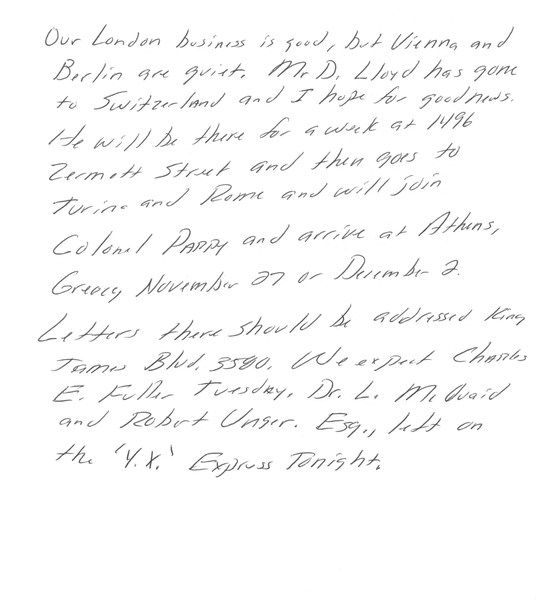 Our London business is good, but Vienna and
Berlin are quiet. Mr D. Lloyd has gone
to Switzerland and I hope for good news.
He will be there for a week at 1496
Zermott Street and then goes to
Turino and Rome and will join
Colonel Parry and arrive at Athens,
Greece, November 27 or December 2.
Letters there should be addressed King
James Blvd. 3580. We expect Charles
E. Fuller Tuesday. Dr. L. McQuaid
and Robert Unger. Esq., left on
the 'Y.X.' Express Tonight.